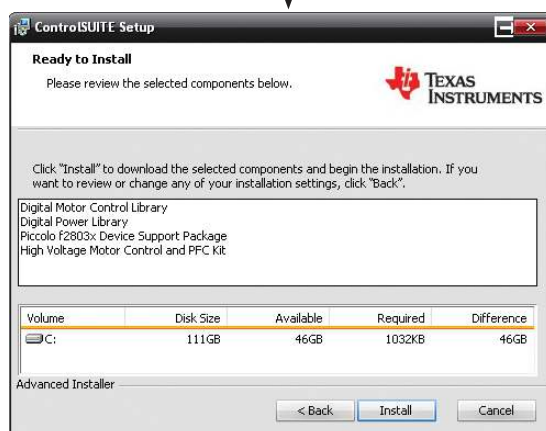 ControlSUITE Setup
Ready to Install
Please review the selected components below.
TEXAS
INSTRUMENTS
Click "Install" to download the selected components and begin the installation. If you
want to review or change any of your installation settings, click "Back".
Digital Motor Control Library
Digital Power Library
Piccolo f2803x Device Support Package
High Voltage Motor Control and PFC Kit
Volume Disk Size Available Required Difference
C: 111GB 46GB 1032KB 46GB
Advanced Installer
< Back Install Cancel